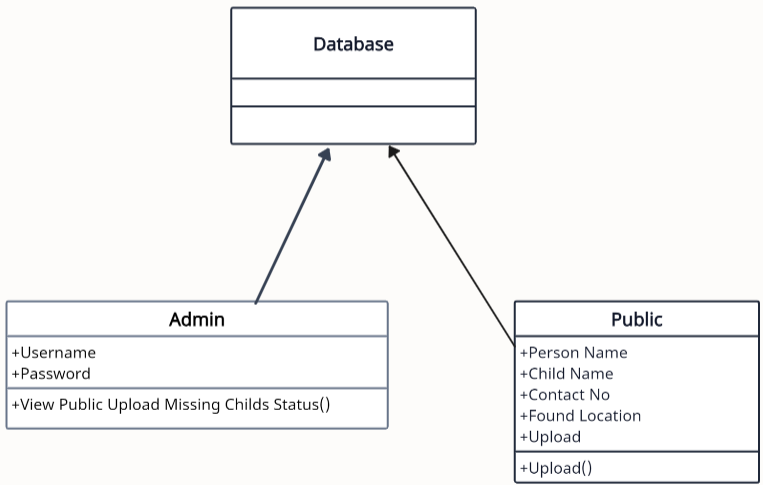 Database
Admin
+Username
+Password
+View Public Upload Missing Childs Status()
Public
+Person Name
+Child Name
+Contact No
+Found Location
+Upload
+Upload()